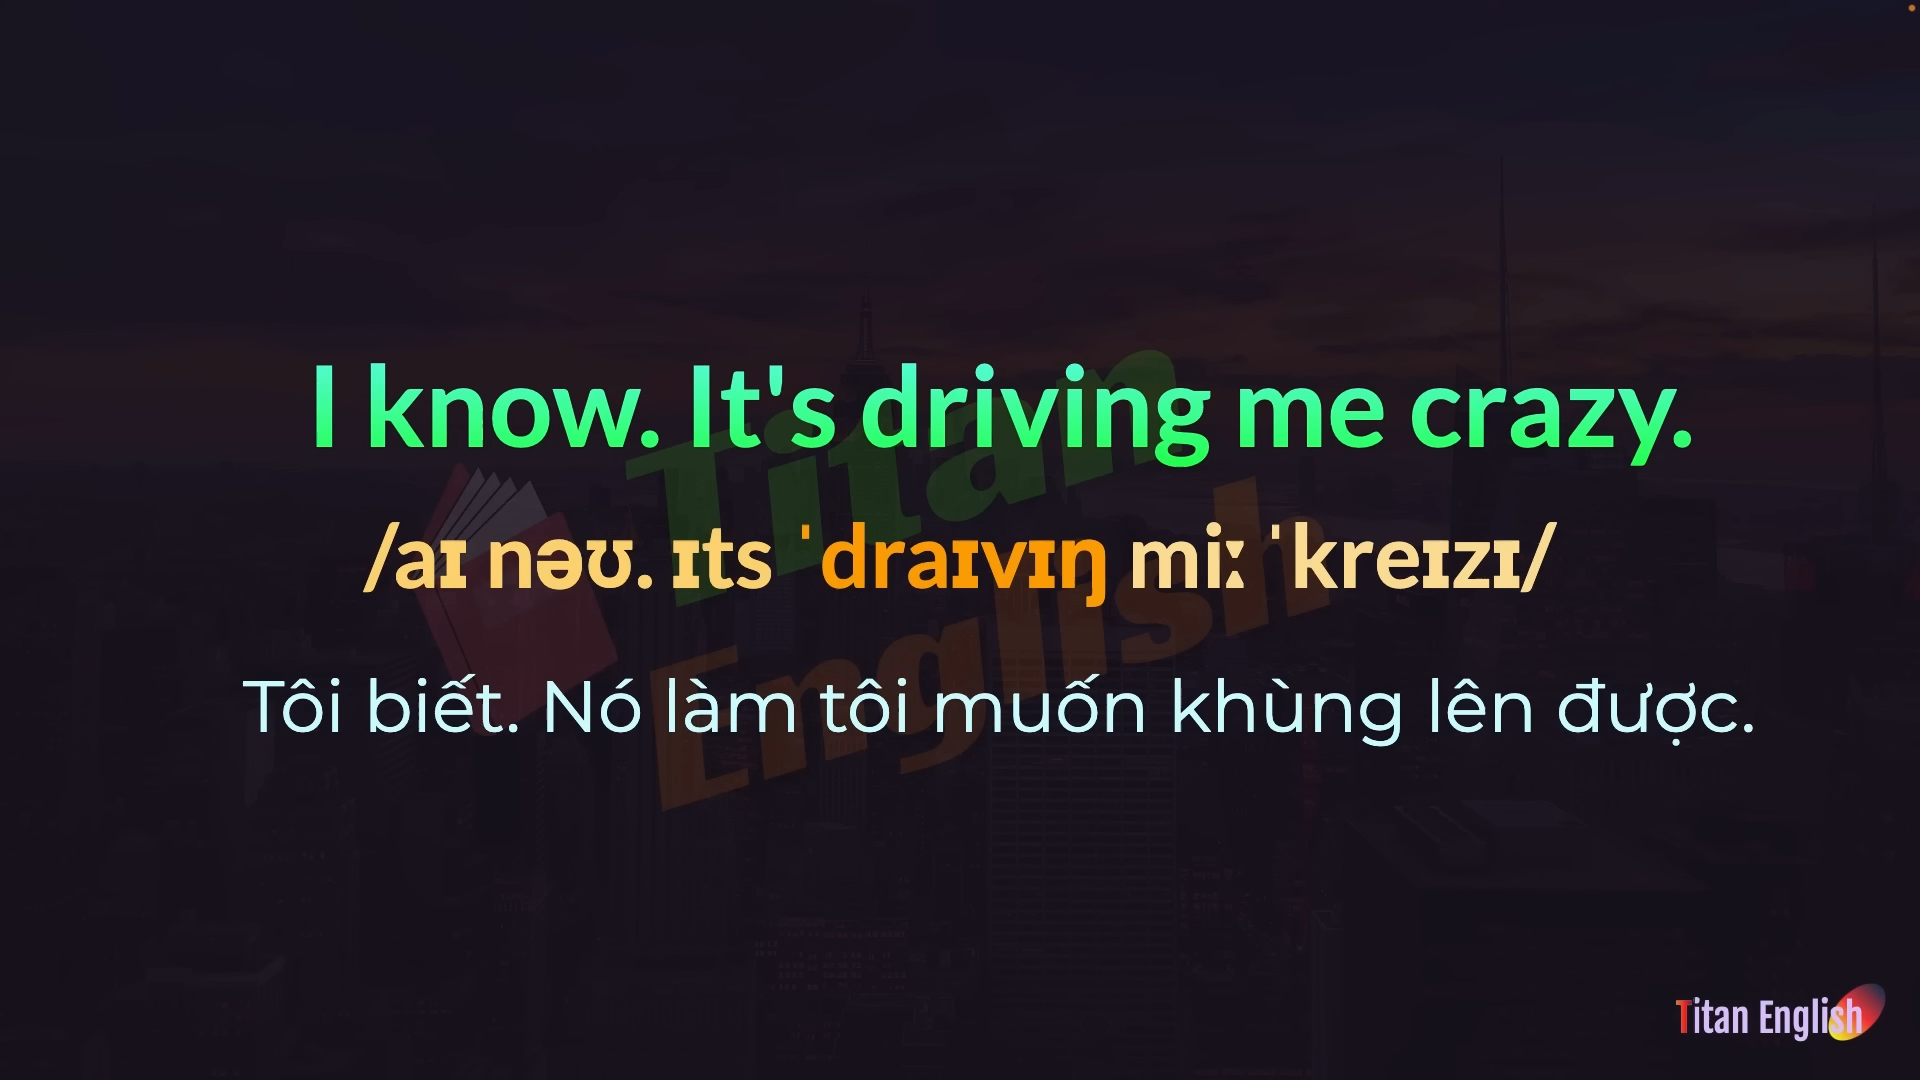 I know. It's driving me crazy.
/aɪ nəʊ. ɪts ˈdraɪvɪŋ miː ˈkreɪzɪ/
Tôi biết. Nó làm tôi muốn khùng lên được.
Titan
English
Titan English